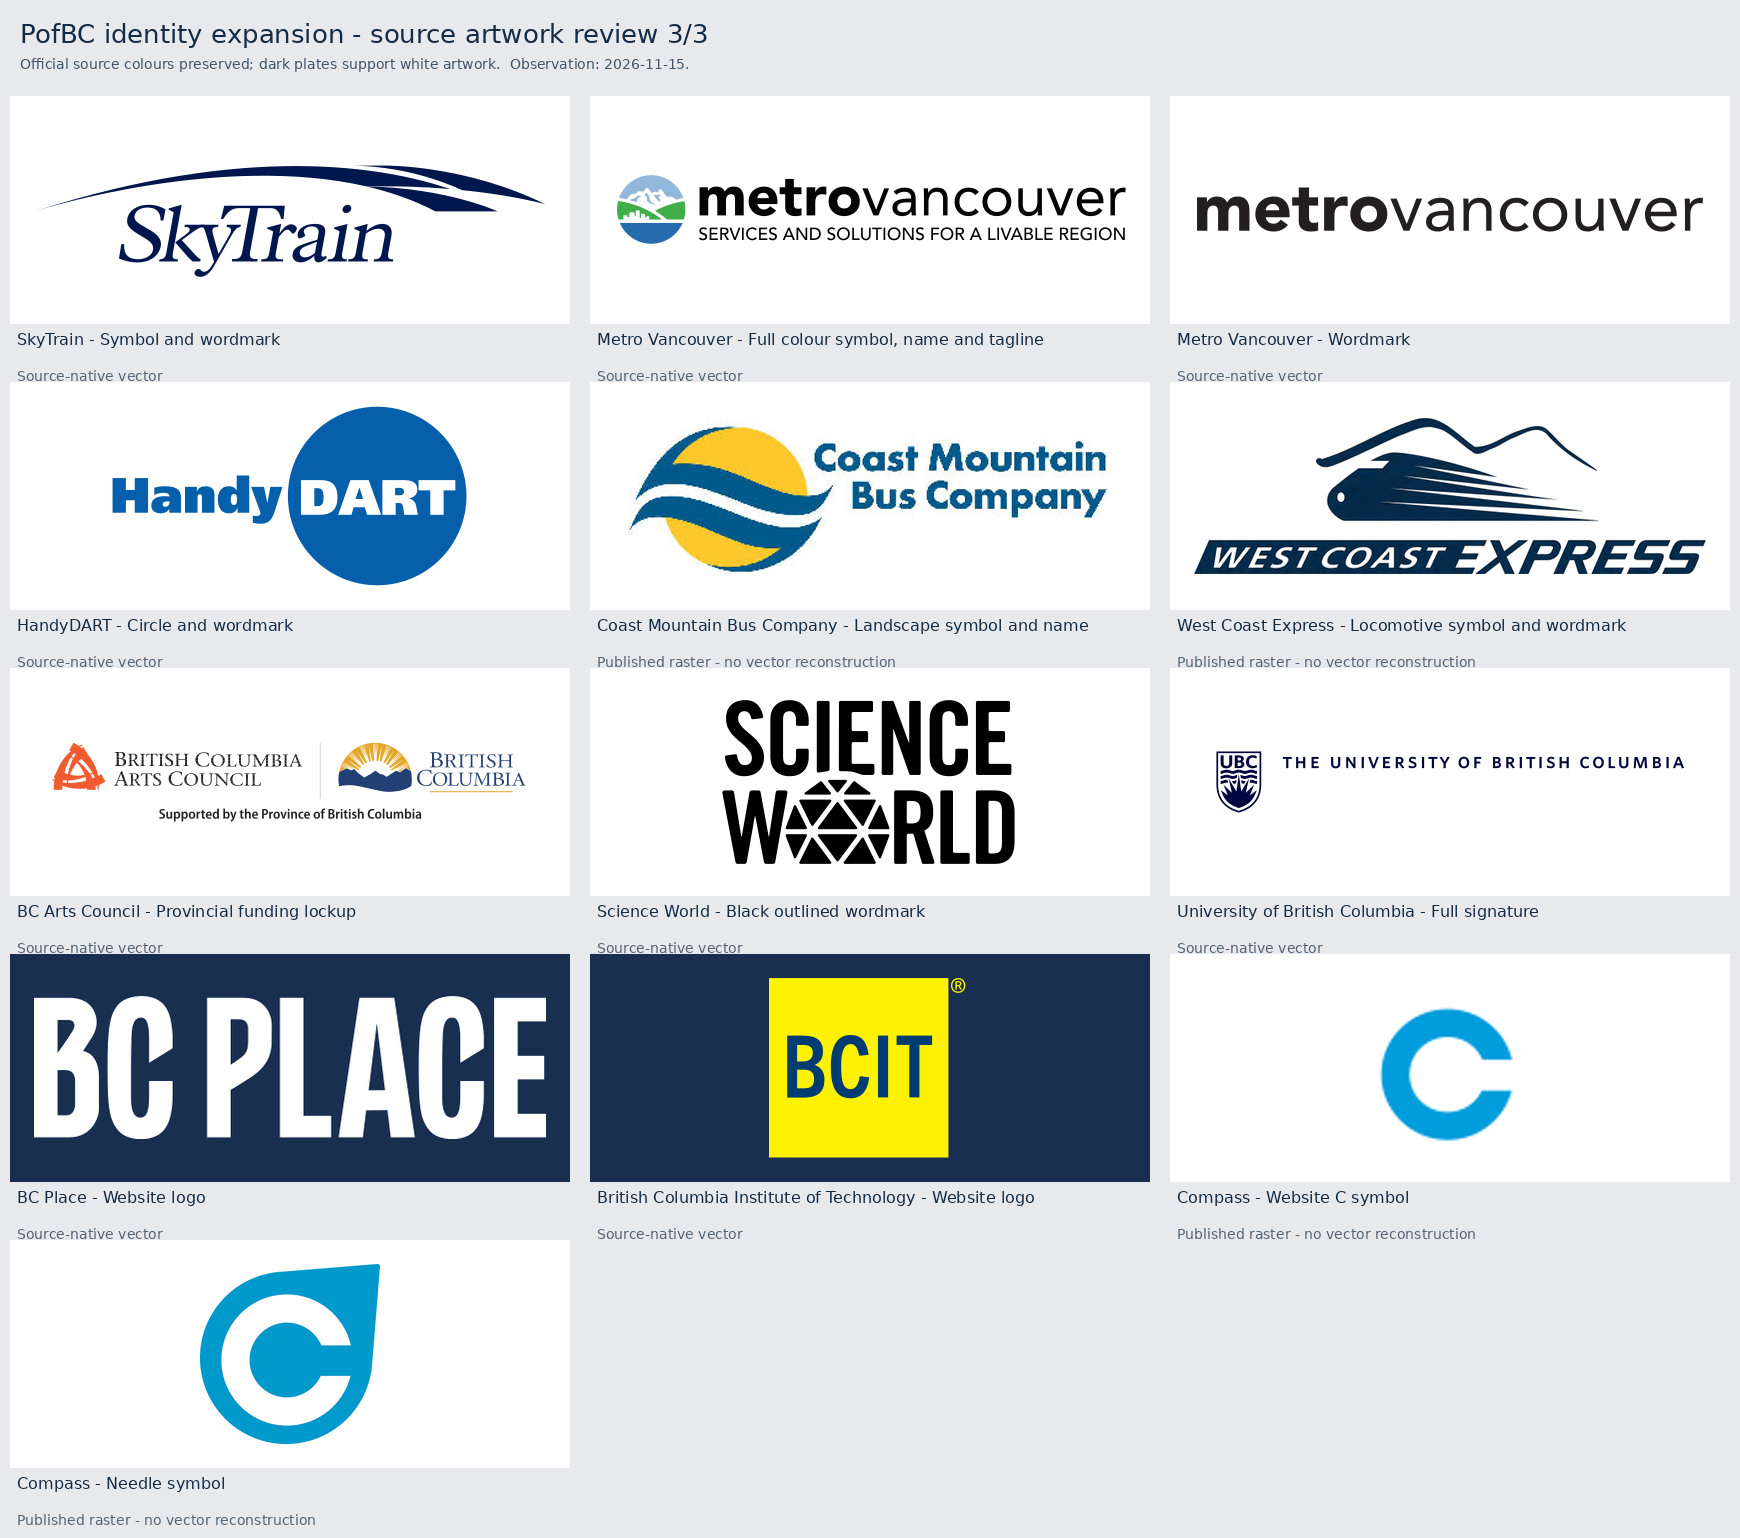 PofBC identity expansion - source artwork review 3/3
Official source colours preserved; dark plates support white artwork.  Observation: 2026-11-15.
SkyTrain
SkyTrain - Symbol and wordmark
Source-native vector
metrovancouver
SERVICES AND SOLUTIONS FOR A LIVABLE REGION
Metro Vancouver - Full colour symbol, name and tagline
Source-native vector
metrovancouver
Metro Vancouver - Wordmark
Source-native vector
Handy DART
HandyDART - Circle and wordmark
Source-native vector
Coast Mountain
Bus Company
Coast Mountain Bus Company - Landscape symbol and name
Published raster - no vector reconstruction
WEST COAST EXPRESS
West Coast Express - Locomotive symbol and wordmark
Published raster - no vector reconstruction
BRITISH COLUMBIA
ARTS COUNCIL
BRITISH
COLUMBIA
Supported by the Province of British Columbia
BC Arts Council - Provincial funding lockup
Source-native vector
SCIENCE
WORLD
Science World - Black outlined wordmark
Source-native vector
UBC
THE UNIVERSITY OF BRITISH COLUMBIA
University of British Columbia - Full signature
Source-native vector
BC PLACE
BC Place - Website logo
Source-native vector
BCIT®
British Columbia Institute of Technology - Website logo
Source-native vector
C
Compass - Website C symbol
Published raster - no vector reconstruction
C
Compass - Needle symbol
Published raster - no vector reconstruction